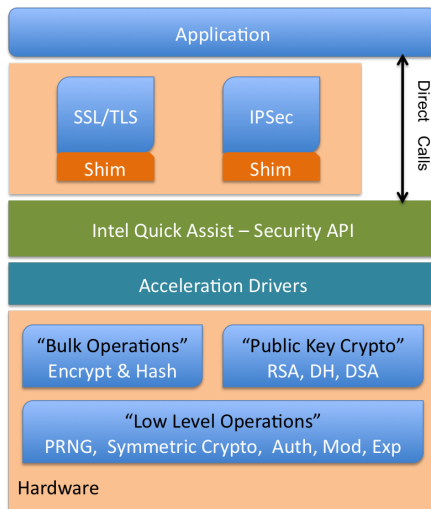 Application
SSL/TLS
IPSec
Shim
Shim
Direct Calls
Intel Quick Assist – Security API
Acceleration Drivers
“Bulk Operations”
Encrypt & Hash
“Public Key Crypto”
RSA, DH, DSA
“Low Level Operations”
PRNG, Symmetric Crypto, Auth, Mod, Exp
Hardware